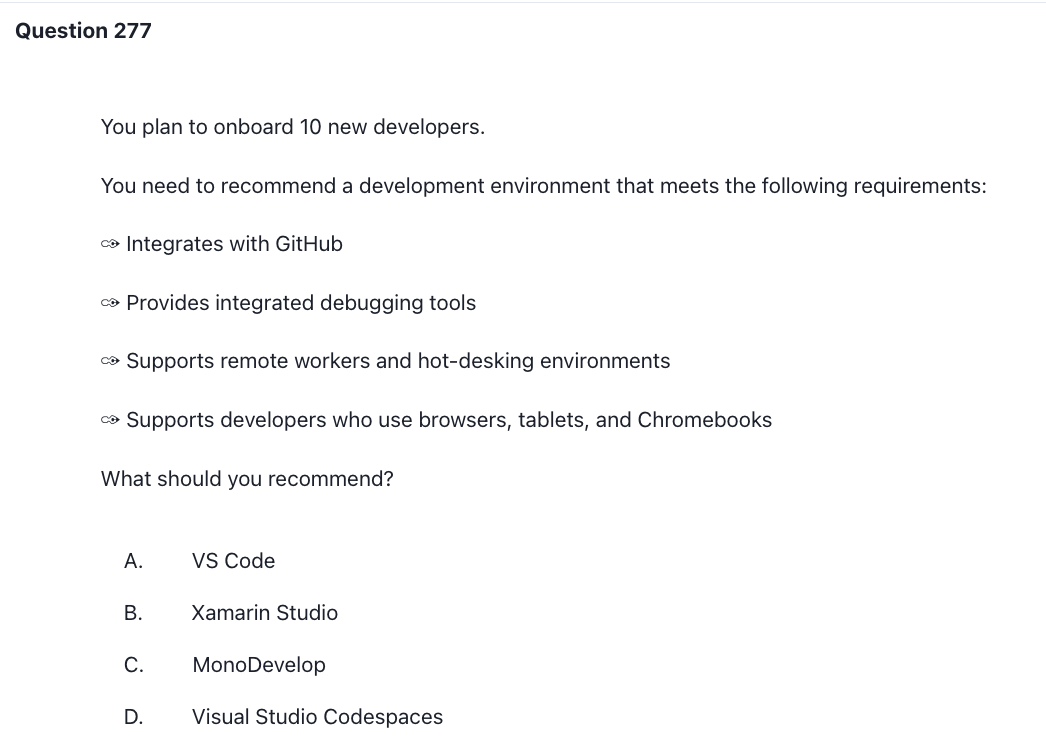 Question 277
You plan to onboard 10 new developers.
You need to recommend a development environment that meets the following requirements:
Integrates with GitHub
Provides integrated debugging tools
Supports remote workers and hot-desking environments
Supports developers who use browsers, tablets, and Chromebooks
What should you recommend?
A. VS Code
B. Xamarin Studio
C. MonoDevelop
D. Visual Studio Codespaces